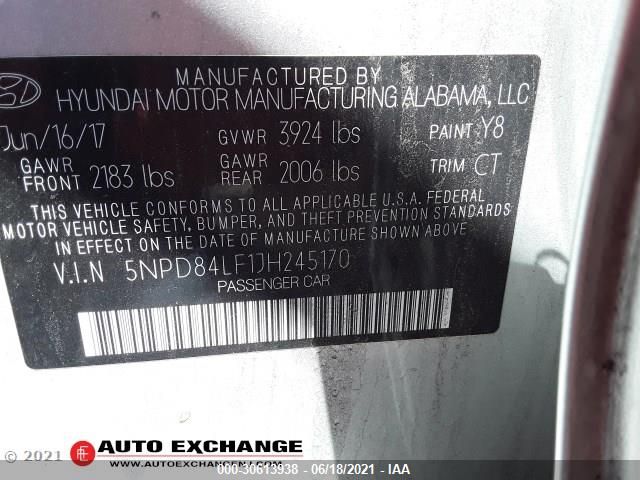 MANUFACTURED BY
HYUNDAI MOTOR MANUFACTURING ALABAMA, LLC
Jun/16/17 GVWR 3924 lbs PAINT Y8
GAWR FRONT 2183 lbs GAWR REAR 2006 lbs TRIM CT
THIS VEHICLE CONFORMS TO ALL APPLICABLE U.S.A. FEDERAL
MOTOR VEHICLE SAFETY, BUMPER, AND THEFT PREVENTION STANDARDS
IN EFFECT ON THE DATE OF MANUFACTURE SHOWN ABOVE.
V.I.N 5NPD84LF1JH245170
PASSENGER CAR
© 2021 AUTO EXCHANGE
WWW.IAAI.COM
000-30613938 - 06/18/2021 - IAA